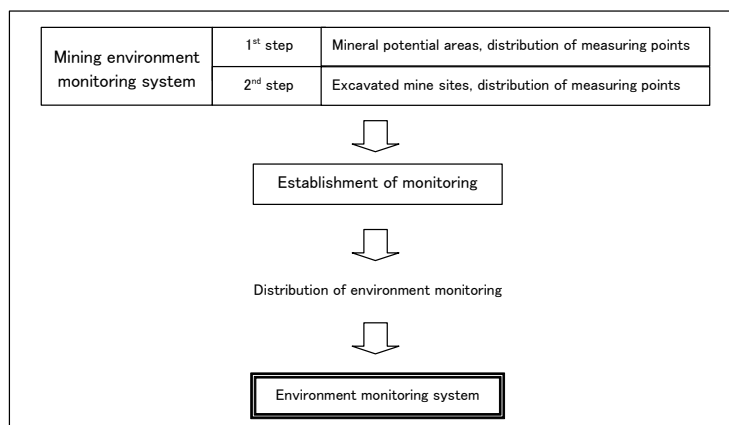 Mining environment
monitoring system
1st step
Mineral potential areas, distribution of measuring points
2nd step
Excavated mine sites, distribution of measuring points
Establishment of monitoring
Distribution of environment monitoring
Environment monitoring system